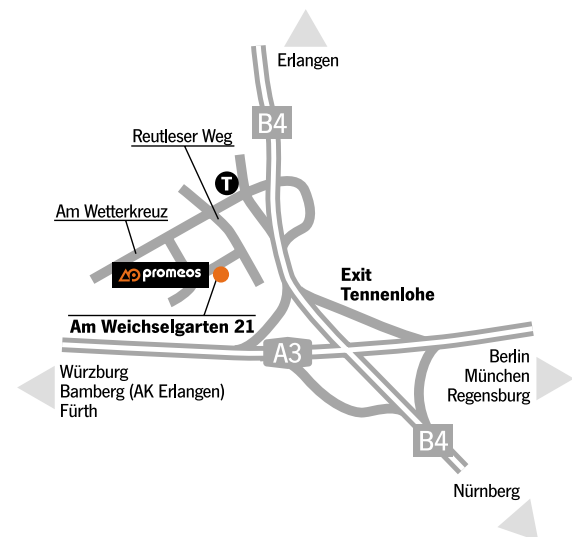 Erlangen
B4
Reutleser Weg
T
Am Wetterkreuz
promeos
Exit
Tennenlohe
Am Weichselgarten 21
A3
Würzburg
Bamberg (AK Erlangen)
Fürth
Berlin
München
Regensburg
B4
Nürnberg